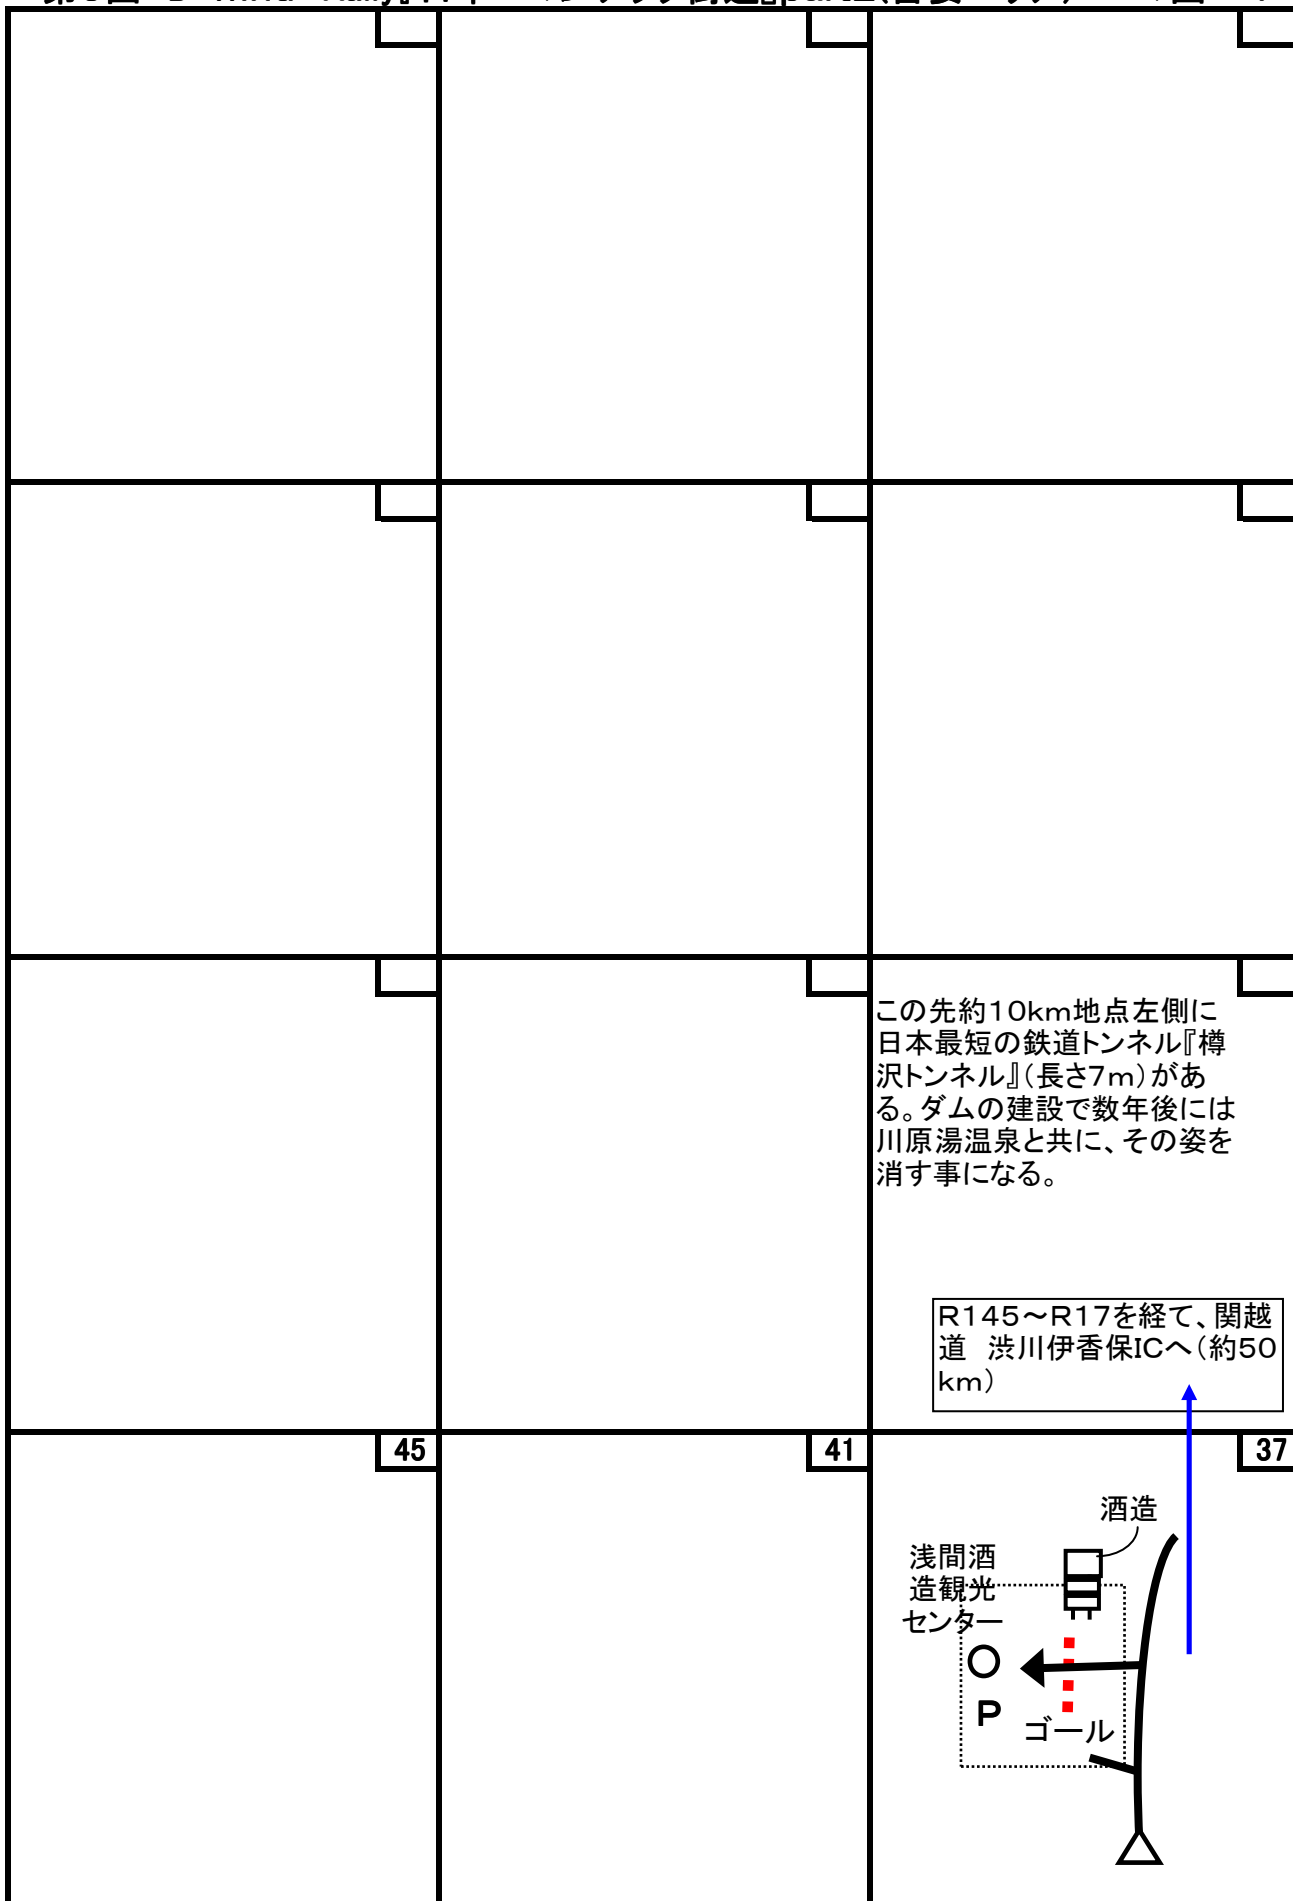 この先約10km地点左側に
日本最短の鉄道トンネル『樽
沢トンネル』(長さ7m)があ
る。ダムの建設で数年後には
川原湯温泉と共に、その姿を
消す事になる。
R145～R17を経て、関越
道　渋川伊香保ICへ(約50
km)
45
41
37
酒造
浅間酒
造観光
センター
P
ゴール